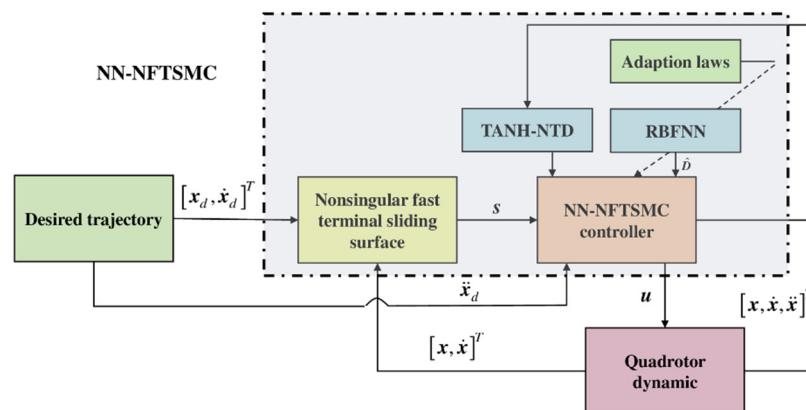 NN-NFTSMC
Adaption laws
TANH-NTD
RBFNN
D̂
[x_d, ẋ_d]^T
Desired trajectory
Nonsingular fast
terminal sliding
surface
s
NN-NFTSMC
controller
ẍ_d
u
[x, ẋ, ẍ]
[x, ẋ]^T
Quadrotor
dynamic